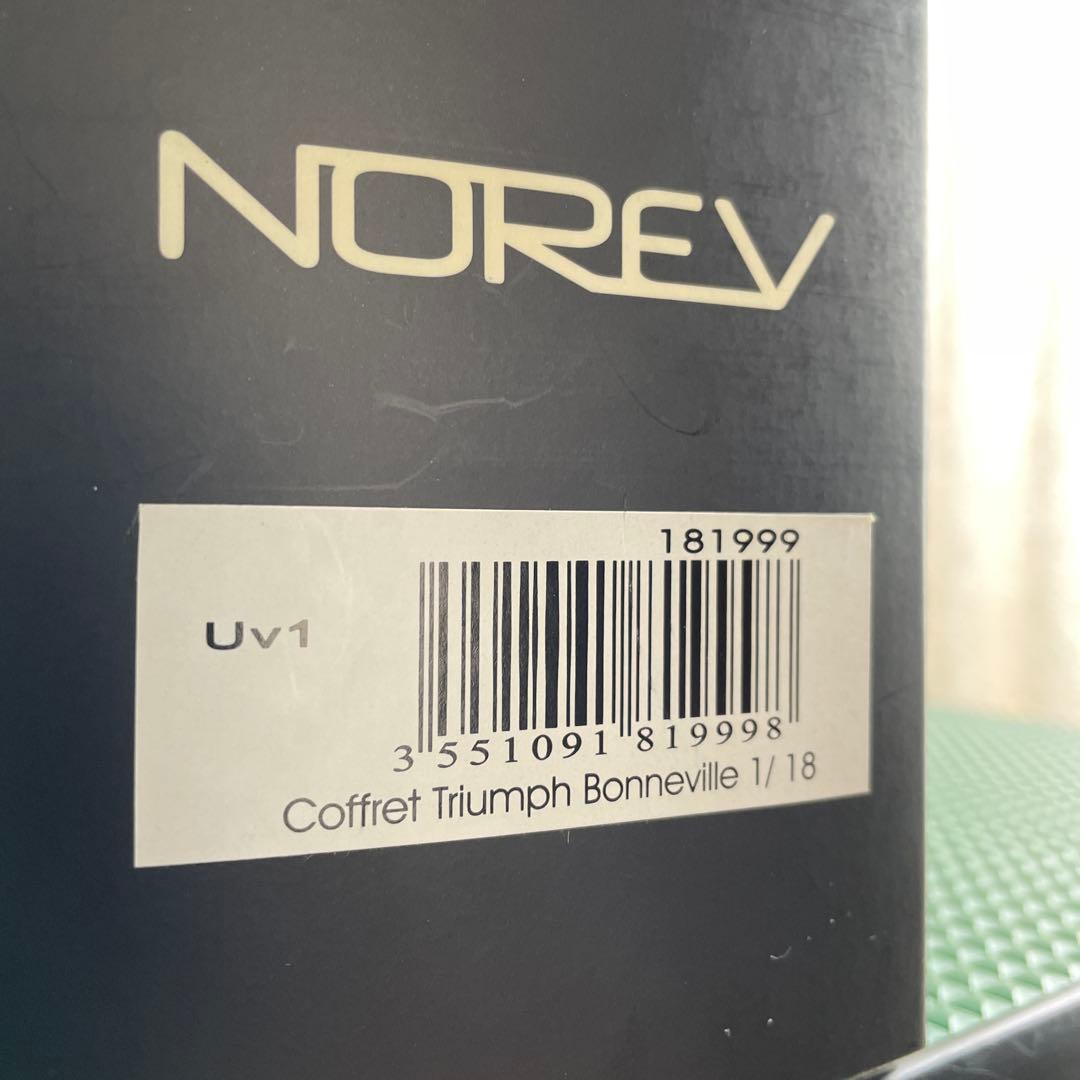 NOREV
181999
Uv1
3 551091 819998
Coffret Triumph Bonneville 1/ 18